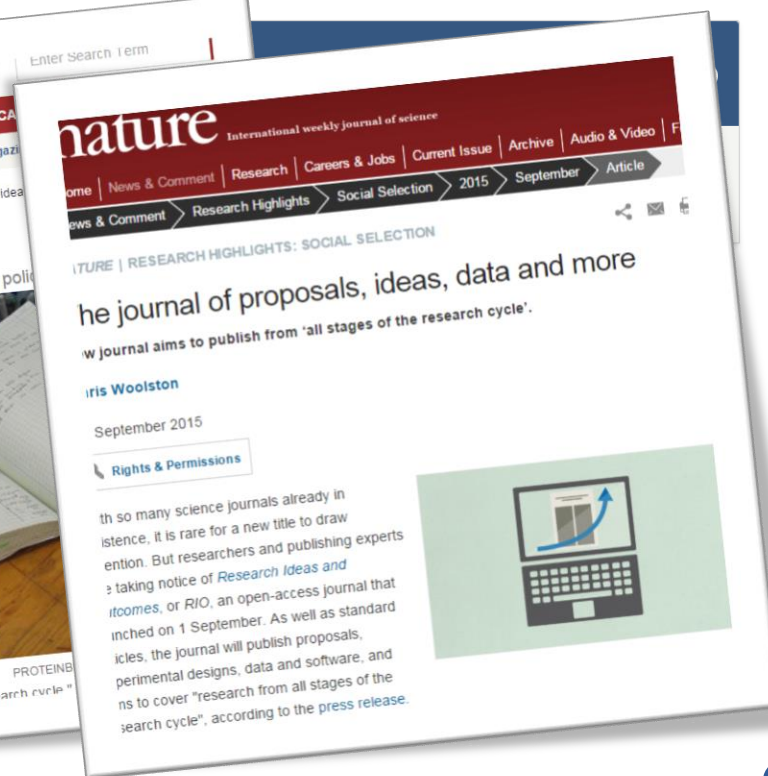 Enter Search Term
CA
gazi
idea
polic
PROTEINB
arch cycle."
nature International weekly journal of science
ome News & Comment Research Careers & Jobs Current Issue Archive Audio & Video F
ews & Comment Research Highlights Social Selection 2015 September Article
TURE | RESEARCH HIGHLIGHTS: SOCIAL SELECTION
he journal of proposals, ideas, data and more
w journal aims to publish from 'all stages of the research cycle'.
ris Woolston
September 2015
Rights & Permissions
th so many science journals already in
istence, it is rare for a new title to draw
ention. But researchers and publishing experts
e taking notice of Research Ideas and
tcomes, or RIO, an open-access journal that
nched on 1 September. As well as standard
icles, the journal will publish proposals,
perimental designs, data and software, and
ns to cover "research from all stages of the
search cycle", according to the press release.